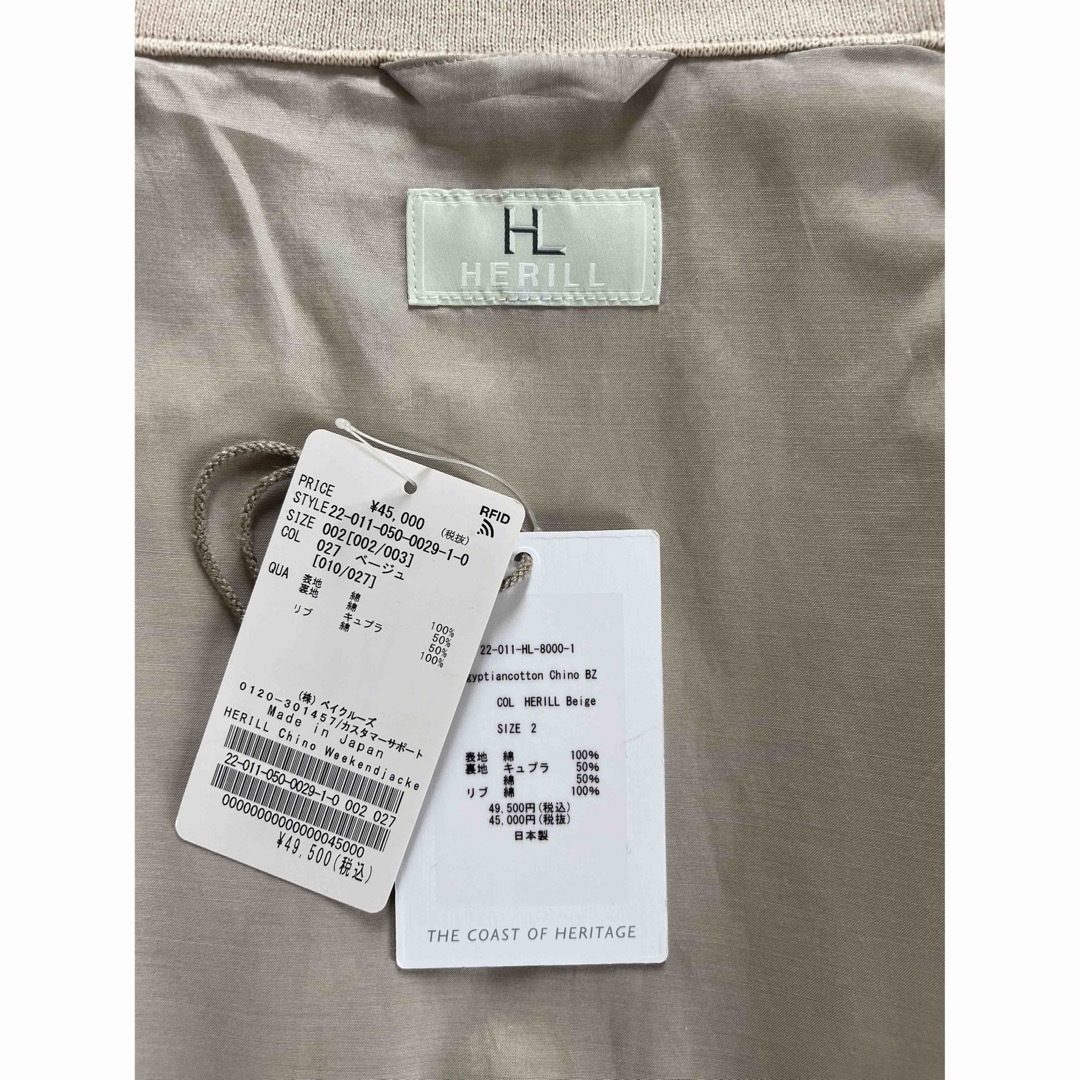 HL
HERILL
PRICE ¥45,000 (税抜)
RFID
STYLE 22-011-050-0029-1-0
SIZE 002[002/003]
COL 027 ベージュ
[010/027]
QUA 表地 綿 100%
裏地 綿 50%
キュプラ 50%
リブ 綿 100%
(株)ベイクルーズ
0120-301457/カスタマーサポート
Made in Japan
HERILL Chino Weekendjacke
22-011-050-0029-1-0 002 027
0000000000000045000
¥49,500(税込)
22-011-HL-8000-1
gyptiancotton Chino BZ
COL HERILL Beige
SIZE 2
表地 綿 100%
裏地 キュプラ 50%
綿 50%
リブ 綿 100%
49,500円(税込)
45,000円(税抜)
日本製
THE COAST OF HERITAGE